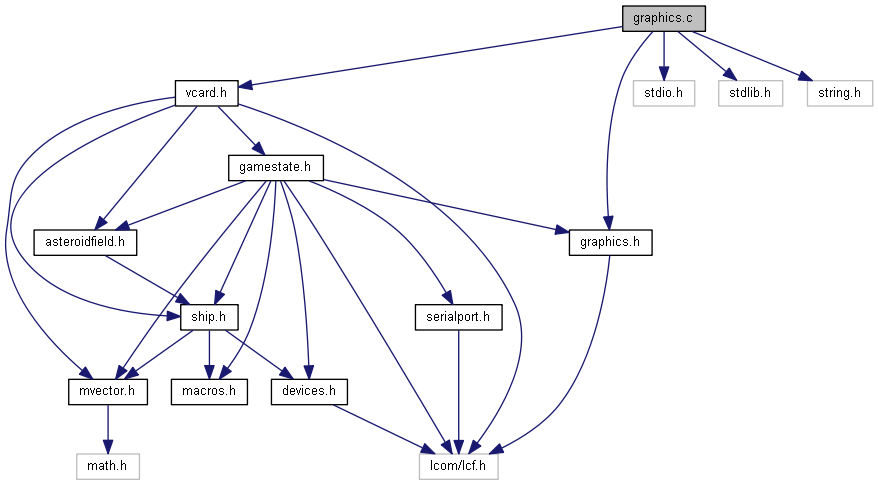 graphics.c
vcard.h
stdio.h
stdlib.h
string.h
gamestate.h
asteroidfield.h
graphics.h
ship.h
serialport.h
mvector.h
macros.h
devices.h
math.h
lcom/lcf.h